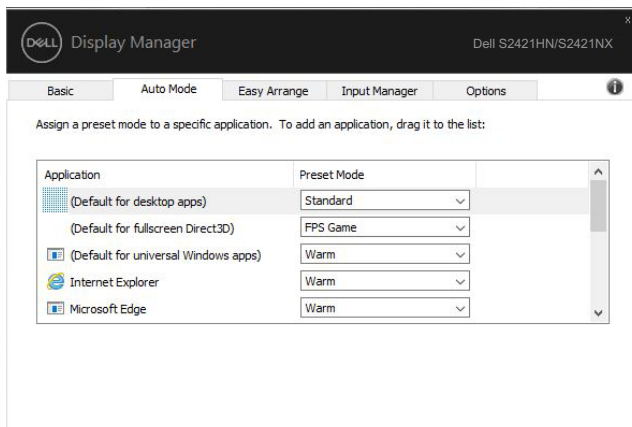 DELL Display Manager Dell S2421HN/S2421NX
Basic Auto Mode Easy Arrange Input Manager Options
Assign a preset mode to a specific application. To add an application, drag it to the list:
Application Preset Mode
(Default for desktop apps) Standard
(Default for fullscreen Direct3D) FPS Game
(Default for universal Windows apps) Warm
Internet Explorer Warm
Microsoft Edge Warm